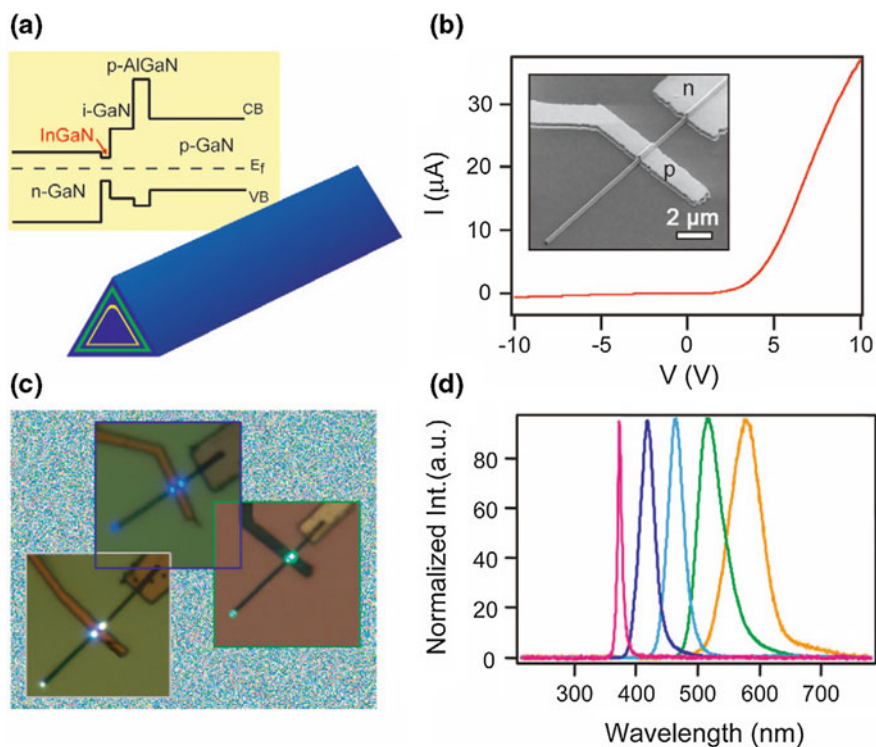 (a)
p-AlGaN
i-GaN
CB
InGaN
p-GaN
Ef
n-GaN
VB
(b)
I (μA)
30
20
10
0
n
p
2 μm
-10
-5
0
5
10
V (V)
(c)
(d)
Normalized Int.(a.u.)
80
60
40
20
0
300
400
500
600
700
Wavelength (nm)